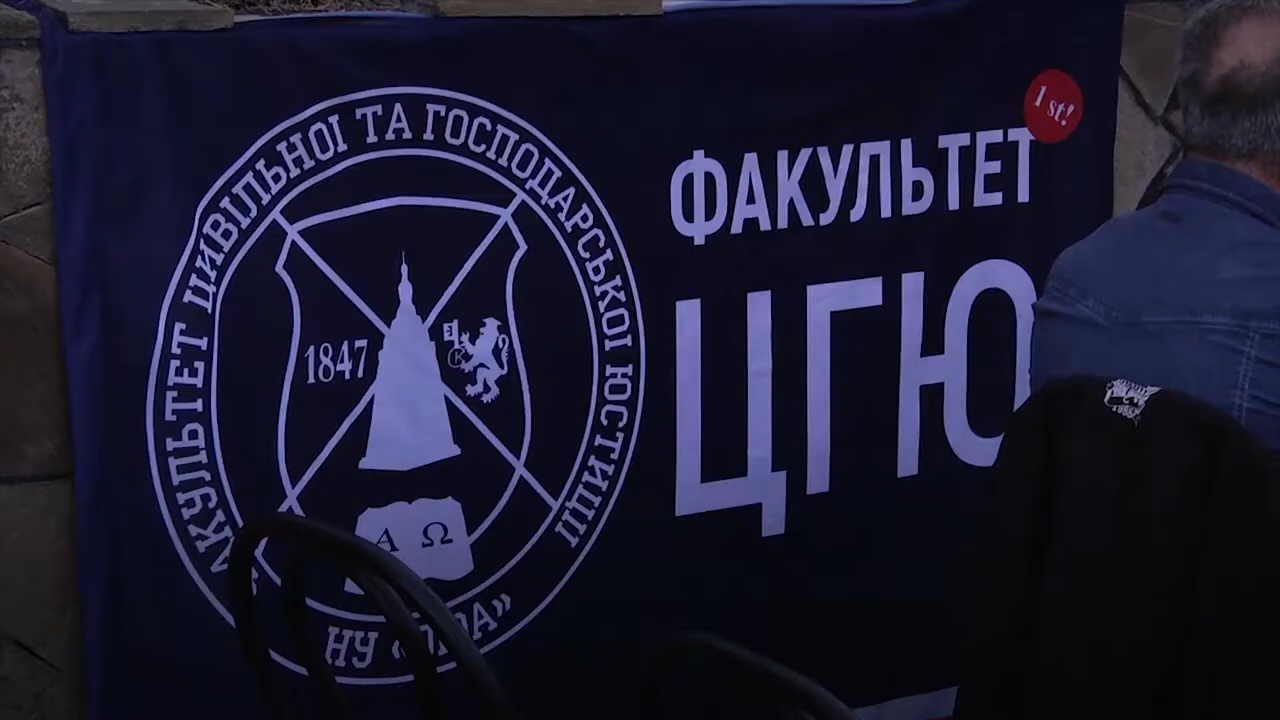 ФАКУЛЬТЕТ ЦИВІЛЬНОЇ ТА ГОСПОДАРСЬКОЇ ЮСТИЦІЇ
НУ
1847
Α Ω
1 st!
ФАКУЛЬТЕТ
ЦГЮ